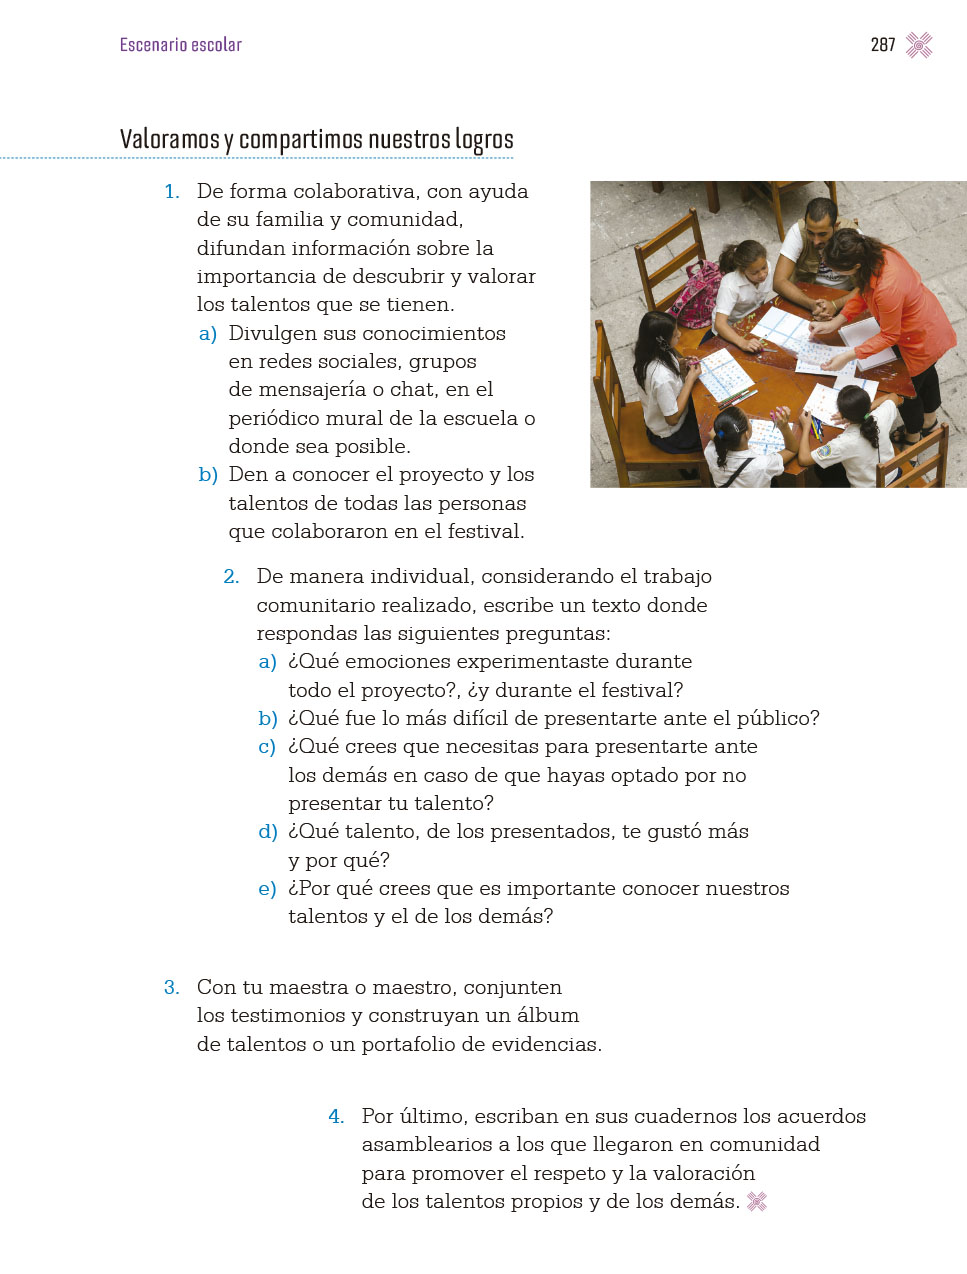 Escenario escolar
287
Valoramos y compartimos nuestros logros
1. De forma colaborativa, con ayuda
de su familia y comunidad,
difundan información sobre la
importancia de descubrir y valorar
los talentos que se tienen.
a) Divulgen sus conocimientos
en redes sociales, grupos
de mensajería o chat, en el
periódico mural de la escuela o
donde sea posible.
b) Den a conocer el proyecto y los
talentos de todas las personas
que colaboraron en el festival.
2. De manera individual, considerando el trabajo
comunitario realizado, escribe un texto donde
respondas las siguientes preguntas:
a) ¿Qué emociones experimentaste durante
todo el proyecto?, ¿y durante el festival?
b) ¿Qué fue lo más difícil de presentarte ante el público?
c) ¿Qué crees que necesitas para presentarte ante
los demás en caso de que hayas optado por no
presentar tu talento?
d) ¿Qué talento, de los presentados, te gustó más
y por qué?
e) ¿Por qué crees que es importante conocer nuestros
talentos y el de los demás?
3. Con tu maestra o maestro, conjunten
los testimonios y construyan un álbum
de talentos o un portafolio de evidencias.
4. Por último, escriban en sus cuadernos los acuerdos
asamblearios a los que llegaron en comunidad
para promover el respeto y la valoración
de los talentos propios y de los demás.